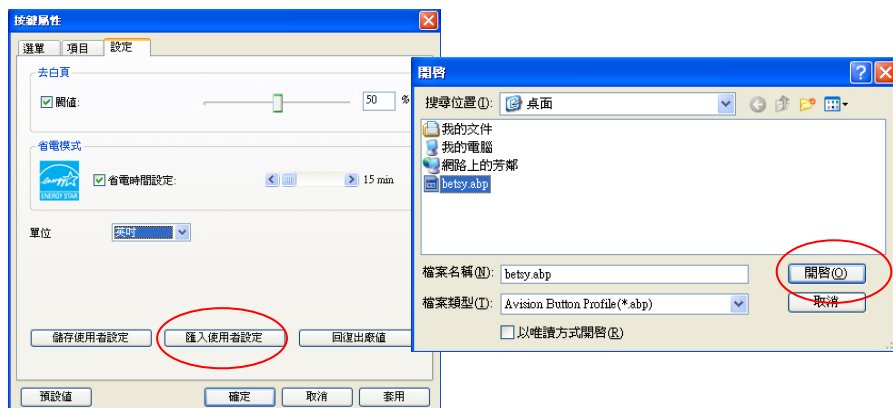 按鍵屬性
選單 項目 設定
去白頁
閥值: 50 %
省電模式
energy
ENERGY STAR
省電時間設定: 15 min
單位 英吋
儲存使用者設定 匯入使用者設定 回復出廠值
預設值 確定 取消 套用
開啓
搜尋位置(I): 桌面
我的文件
我的電腦
網路上的芳鄰
betsy.abp
檔案名稱(N): betsy.abp 開啓(O)
檔案類型(T): Avision Button Profile(*.abp) 取消
以唯讀方式開啓(R)